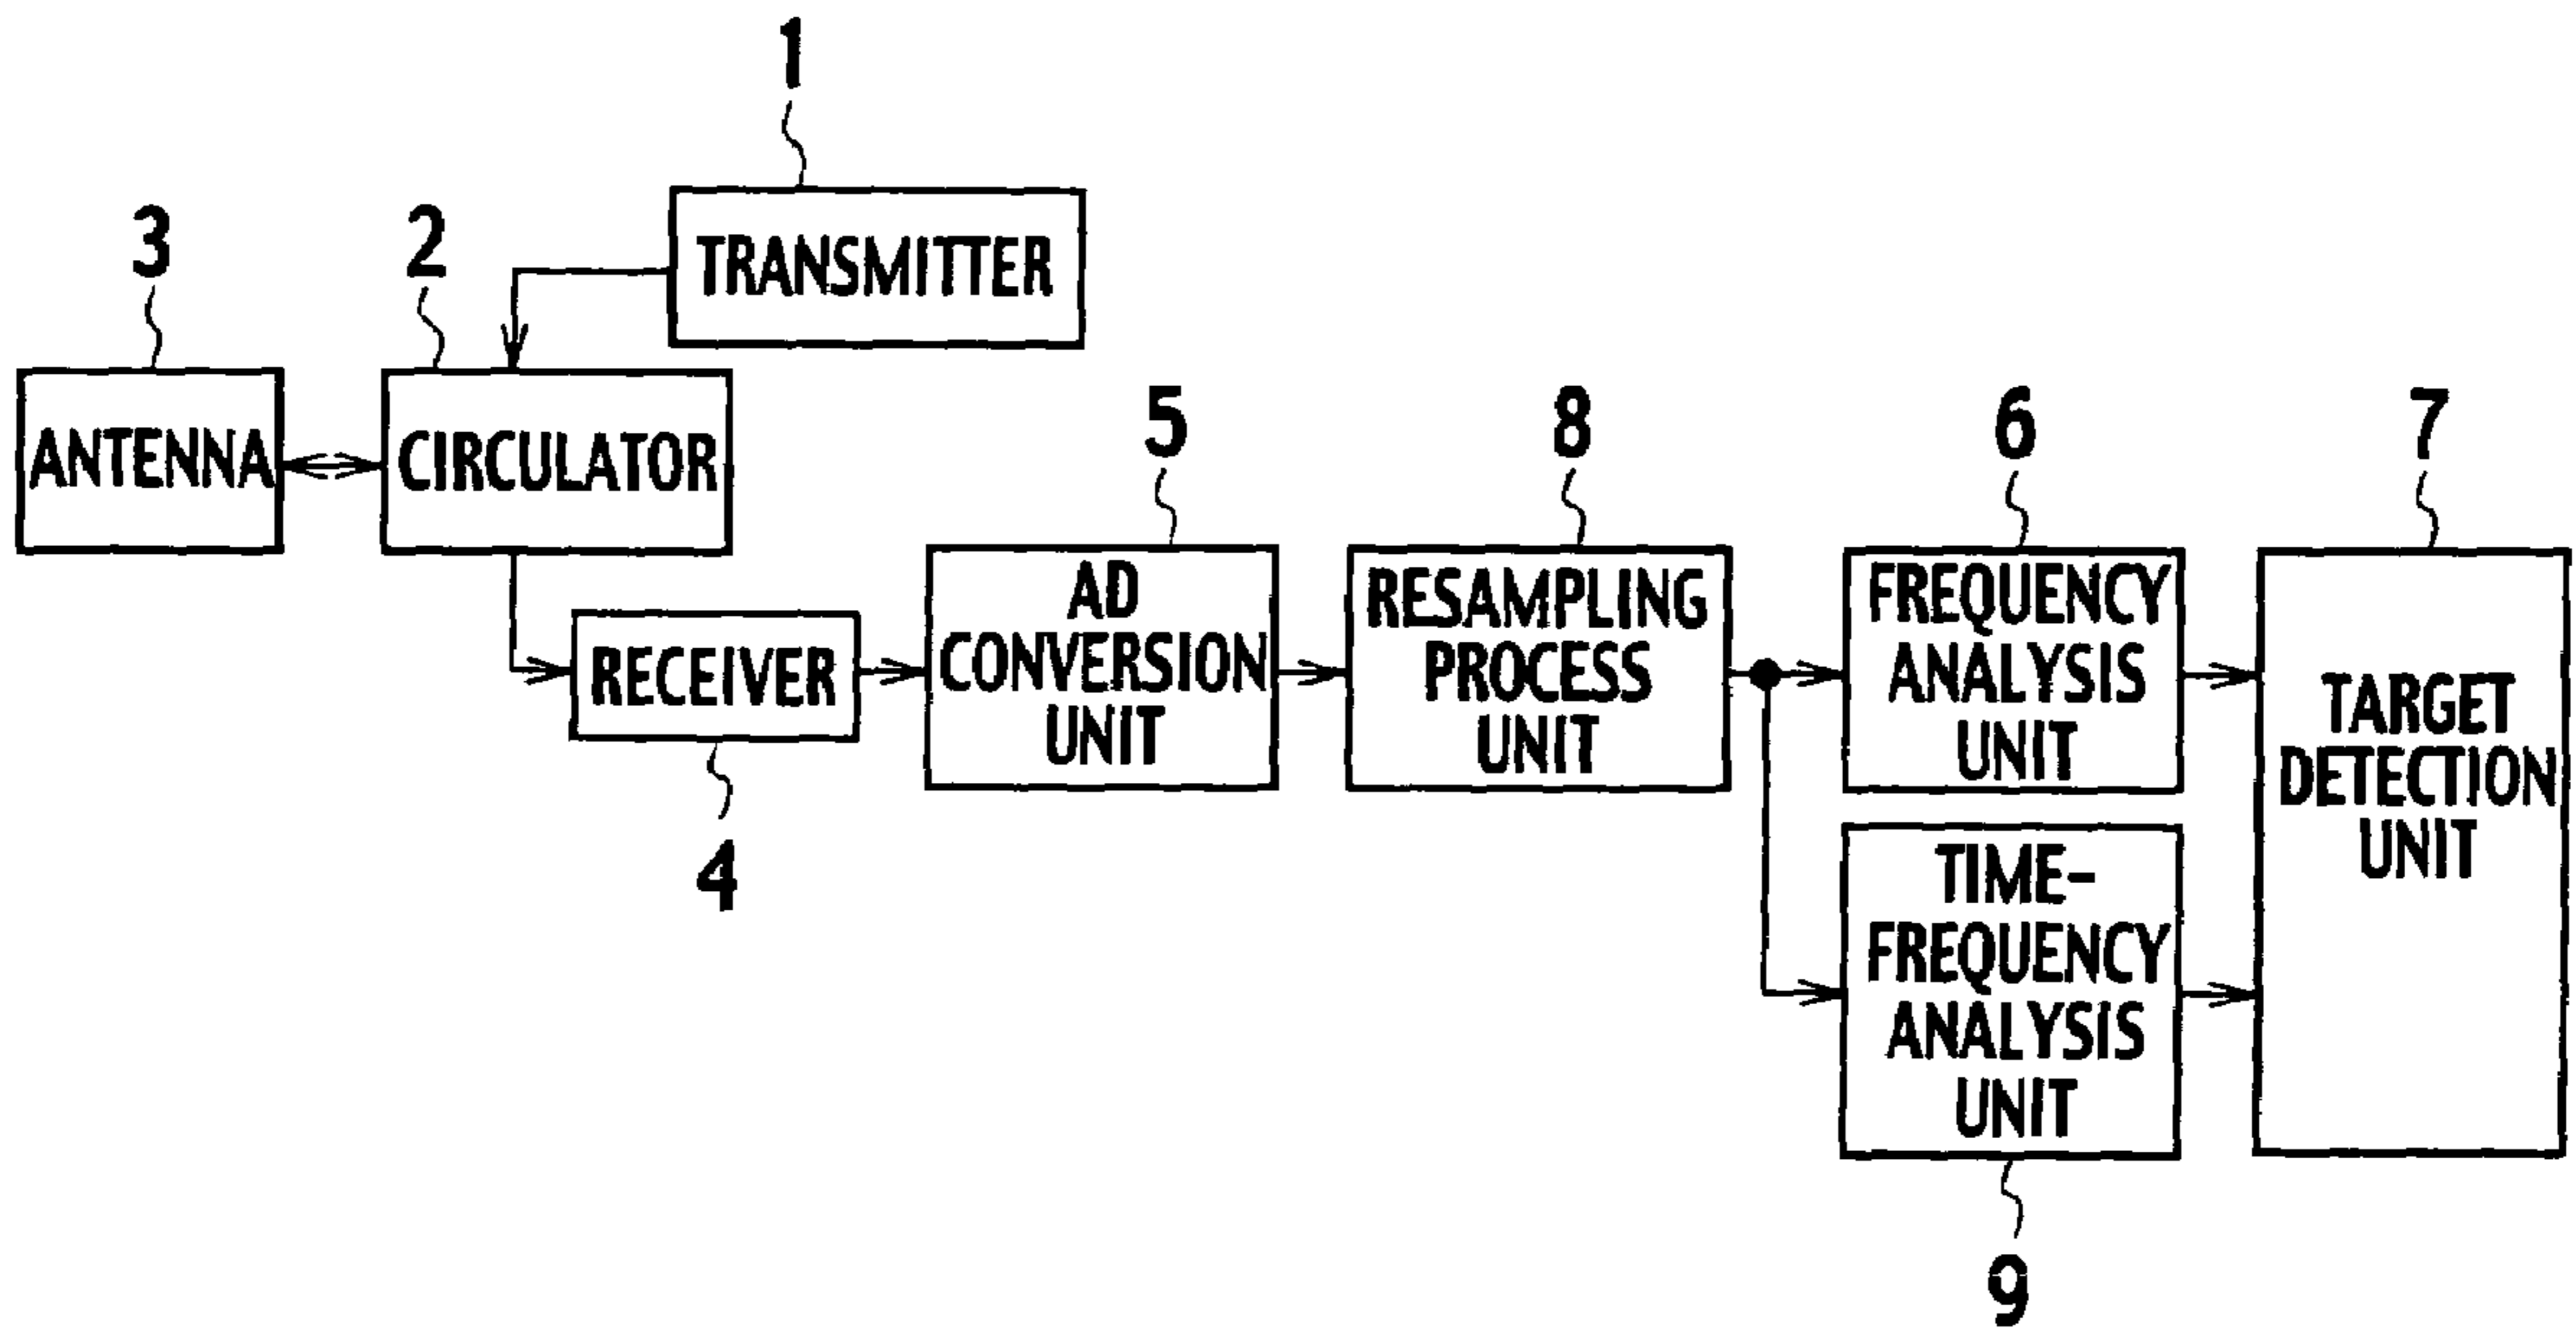 1
TRANSMITTER
3
ANTENNA
2
CIRCULATOR
RECEIVER
4
5
AD
CONVERSION
UNIT
8
RESAMPLING
PROCESS
UNIT
6
FREQUENCY
ANALYSIS
UNIT
TIME-
FREQUENCY
ANALYSIS
UNIT
9
7
TARGET
DETECTION
UNIT